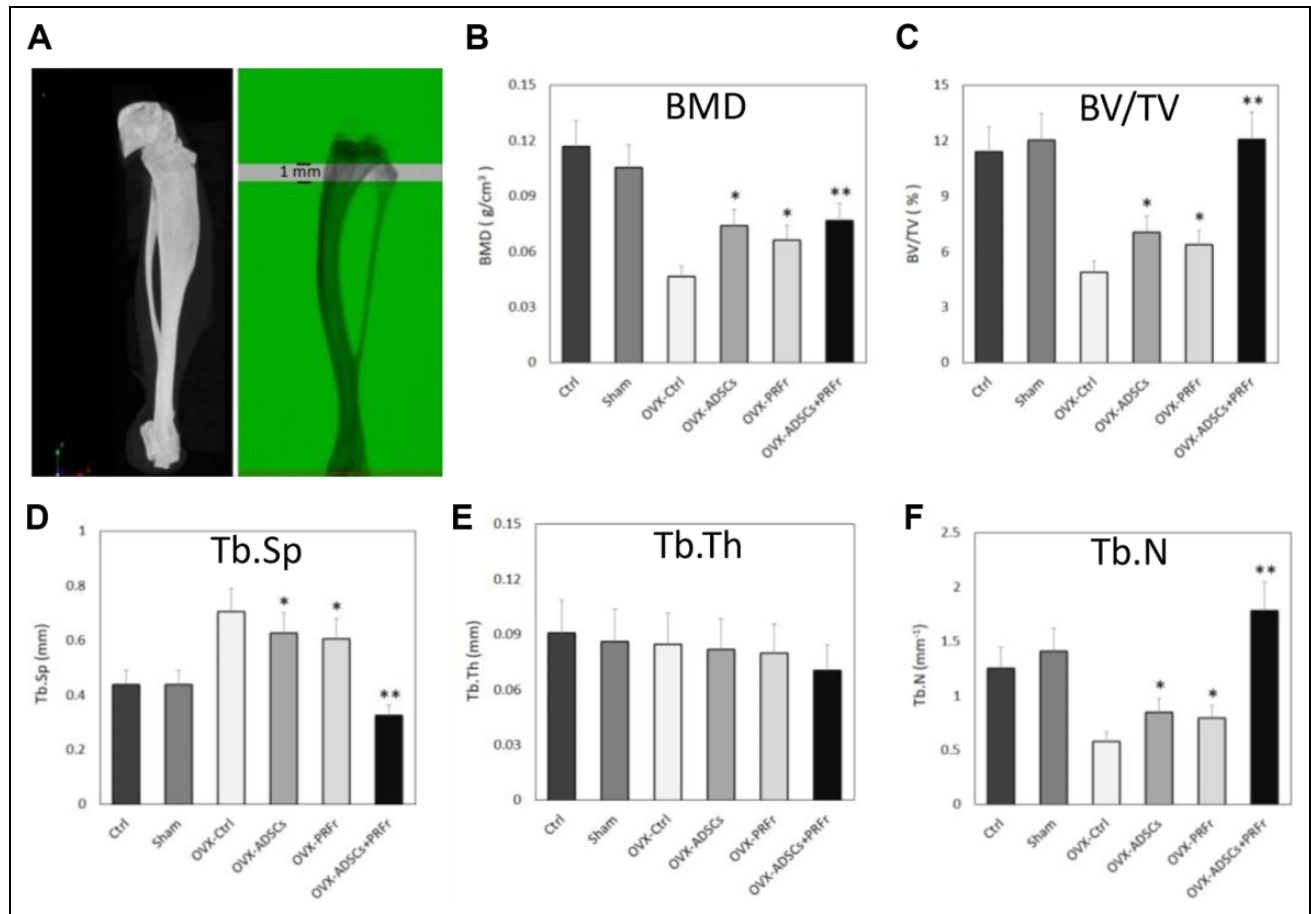 A
1 mm
B
BMD
BMD ( g/cm³ )
0.15
0.12
0.09
0.06
0.03
0
*
*
**
Ctrl
Sham
OVX-Ctrl
OVX-ADSCs
OVX-PRFr
OVX-ADSCs+PRFr
C
BV/TV
BV/TV ( % )
15
12
9
6
3
0
*
*
**
Ctrl
Sham
OVX-Ctrl
OVX-ADSCs
OVX-PRFr
OVX-ADSCs+PRFr
D
Tb.Sp
Tb.Sp (mm)
1
0.8
0.6
0.4
0.2
0
*
*
**
Ctrl
Sham
OVX-Ctrl
OVX-ADSCs
OVX-PRFr
OVX-ADSCs+PRFr
E
Tb.Th
Tb.Th (mm)
0.15
0.12
0.09
0.06
0.03
0
Ctrl
Sham
OVX-Ctrl
OVX-ADSCs
OVX-PRFr
OVX-ADSCs+PRFr
F
Tb.N
Tb.N (mm⁻¹)
2.5
2
1.5
1
0.5
0
*
*
**
Ctrl
Sham
OVX-Ctrl
OVX-ADSCs
OVX-PRFr
OVX-ADSCs+PRFr